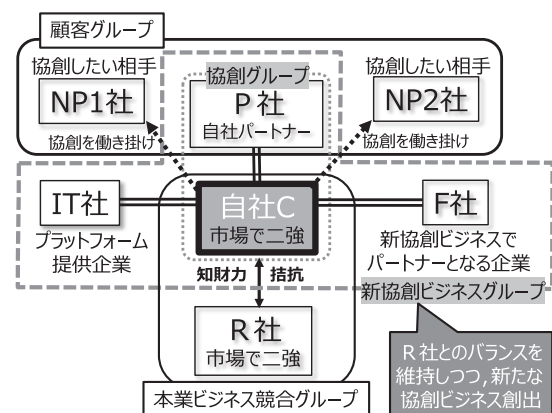 顧客グループ
協創したい相手
NP1社
協創を働き掛け
協創グループ
P社
自社パートナー
協創したい相手
NP2社
協創を働き掛け
IT社
プラットフォーム
提供企業
自社C
市場で二強
F社
新協創ビジネスで
パートナーとなる企業
新協創ビジネスグループ
知財力 拮抗
R社
市場で二強
本業ビジネス競合グループ
R社とのバランスを
維持しつつ,新たな
協創ビジネス創出